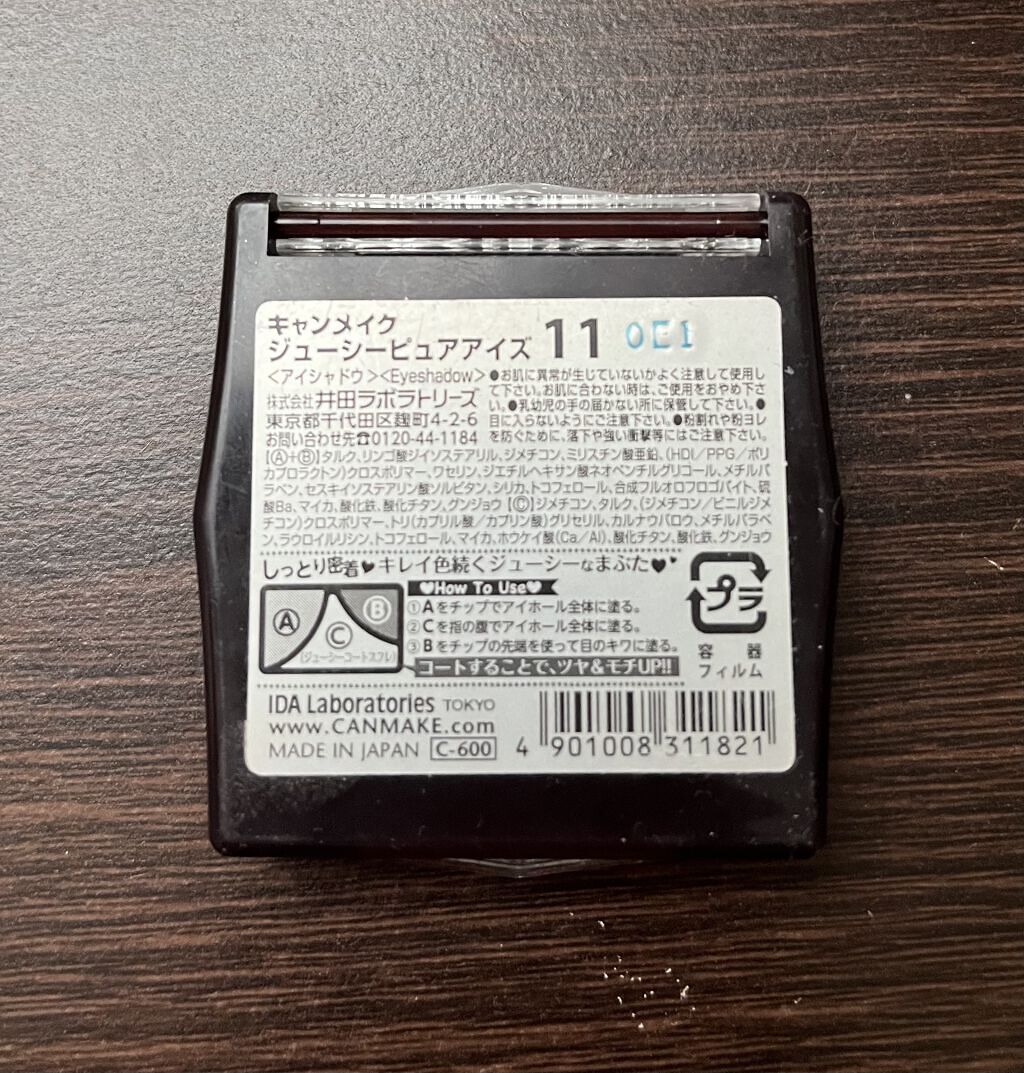 キャンメイク
ジューシーピュアアイズ 11 0E1
<アイシャドウ><Eyeshadow>
株式会社 井田ラボラトリーズ
東京都千代田区麹町4-2-6
お問い合わせ先☎0120-44-1184
●お肌に異常が生じていないかよく注意して使用し
て下さい。お肌に合わない時は、ご使用をおやめ下さ
い。●乳幼児の手の届かない所に保管して下さい。●
目に入らないようにご注意下さい。●粉割れや粉ヨレ
を防ぐために、落下や強い衝撃等にはご注意下さい。
【Ⓐ+Ⓑ】タルク、リンゴ酸ジイソステアリル、ジメチコン、ミリスチン酸亜鉛、(HDI/PPG/ポリ
カプロラクトン)クロスポリマー、ワセリン、ジエチルヘキサン酸ネオペンチルグリコール、メチルパ
ラベン、セスキイソステアリン酸ソルビタン、シリカ、トコフェロール、合成フルオロフロゴパイト、硫
酸Ba、マイカ、酸化鉄、酸化チタン、グンジョウ【Ⓒ】ジメチコン、タルク、(ジメチコン/ビニルジメ
チコン)クロスポリマー、トリ(カプリル酸/カプリン酸)グリセリル、カルナウバロウ、メチルパラベ
ン、ラウロイルリシン、トコフェロール、マイカ、ホウケイ酸(Ca/Al)、酸化チタン、酸化鉄、グンジョウ
しっとり密着♥キレイ色続くジューシーなまぶた♥
♥How To Use♥
①Aをチップでアイホール全体に塗る。
②Cを指の腹でアイホール全体に塗る。
③Bをチップの先端を使って目のキワに塗る。
コートすることで、ツヤ&モチUP!!
A
B
C
(ジューシーコートスフレ)
プラ
容器
フィルム
IDA Laboratories TOKYO
www.CANMAKE.com
MADE IN JAPAN C-600
4 901008 311821